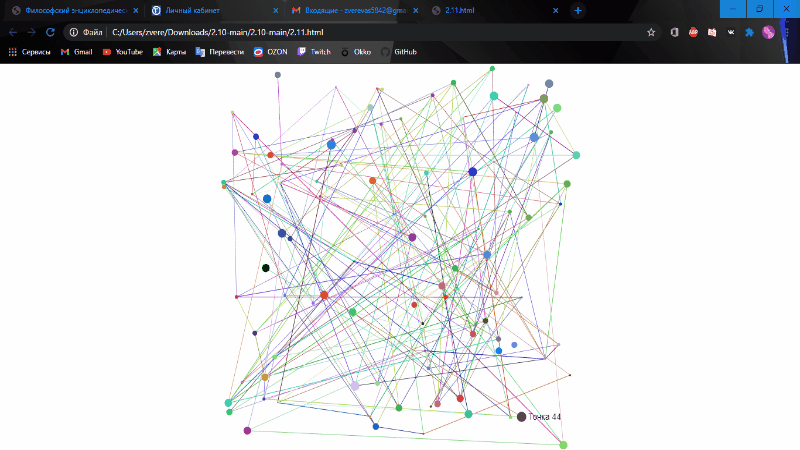 Философский энциклопедичес
Личный кабинет
Входящие - zverevas5942@gma
2.11.html
Файл C:/Users/zvere/Downloads/2.10-main/2.10-main/2.11.html
Сервисы Gmail YouTube Карты Перевести OZON Twitch Okko GitHub
Точка 44